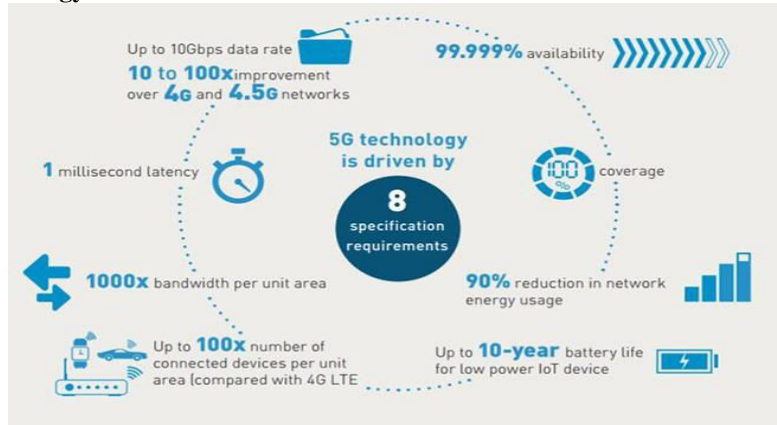 Up to 10Gbps data rate
10 to 100x improvement
over 4G and 4.5G networks
1 millisecond latency
1000x bandwidth per unit area
Up to 100x number of
connected devices per unit
area (compared with 4G LTE
5G technology
is driven by
8
specification
requirements
99.999% availability
100
%
coverage
90% reduction in network
energy usage
Up to 10-year battery life
for low power IoT device